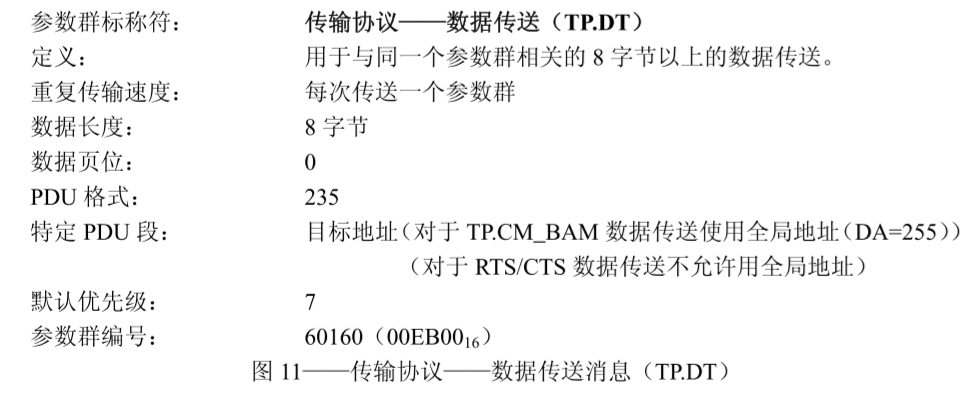 参数群标称符： 传输协议——数据传送（TP.DT）
定义： 用于与同一个参数群相关的 8 字节以上的数据传送。
重复传输速度： 每次传送一个参数群
数据长度： 8 字节
数据页位： 0
PDU 格式： 235
特定 PDU 段： 目标地址（对于 TP.CM_BAM 数据传送使用全局地址（DA=255））
（对于 RTS/CTS 数据传送不允许用全局地址）
默认优先级： 7
参数群编号： 60160（00EB00₁₆）
图 11——传输协议——数据传送消息（TP.DT）